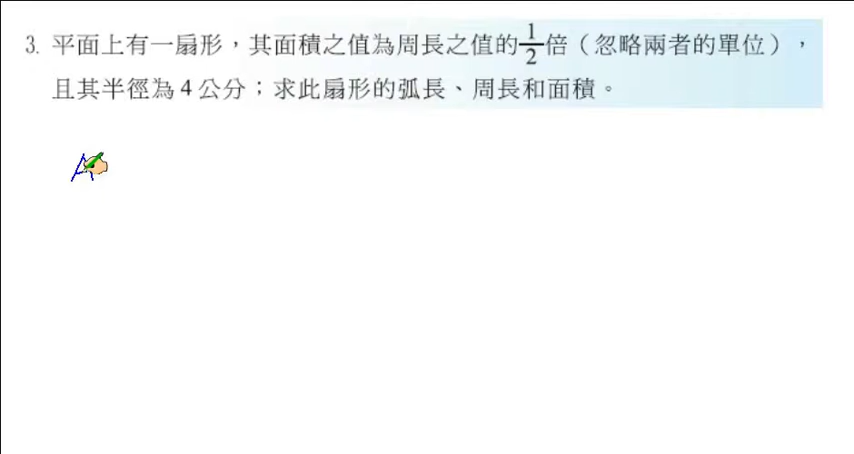 3. 平面上有一扇形，其面積之值為周長之值的1/2倍（忽略兩者的單位），
且其半徑為 4 公分；求此扇形的弧長、周長和面積。
A